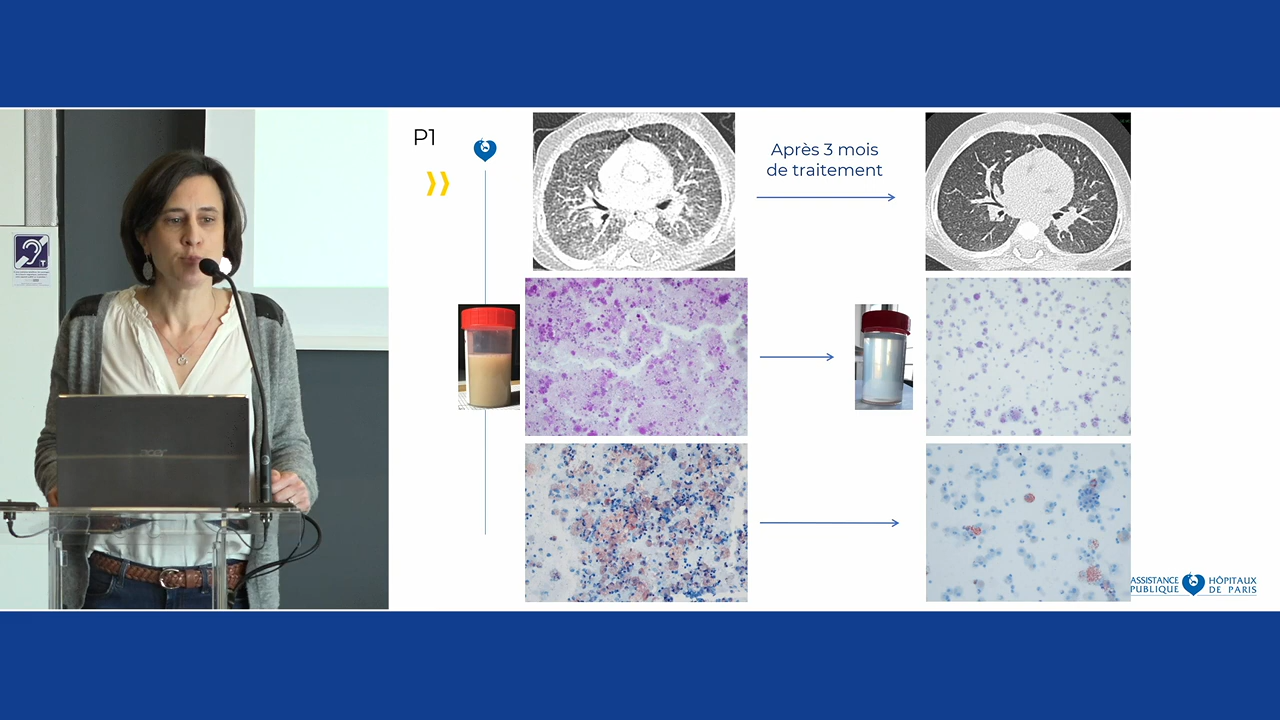 P1
Après 3 mois
de traitement
ASSISTANCE
PUBLIQUE
HÔPITAUX
DE PARIS
acer
T